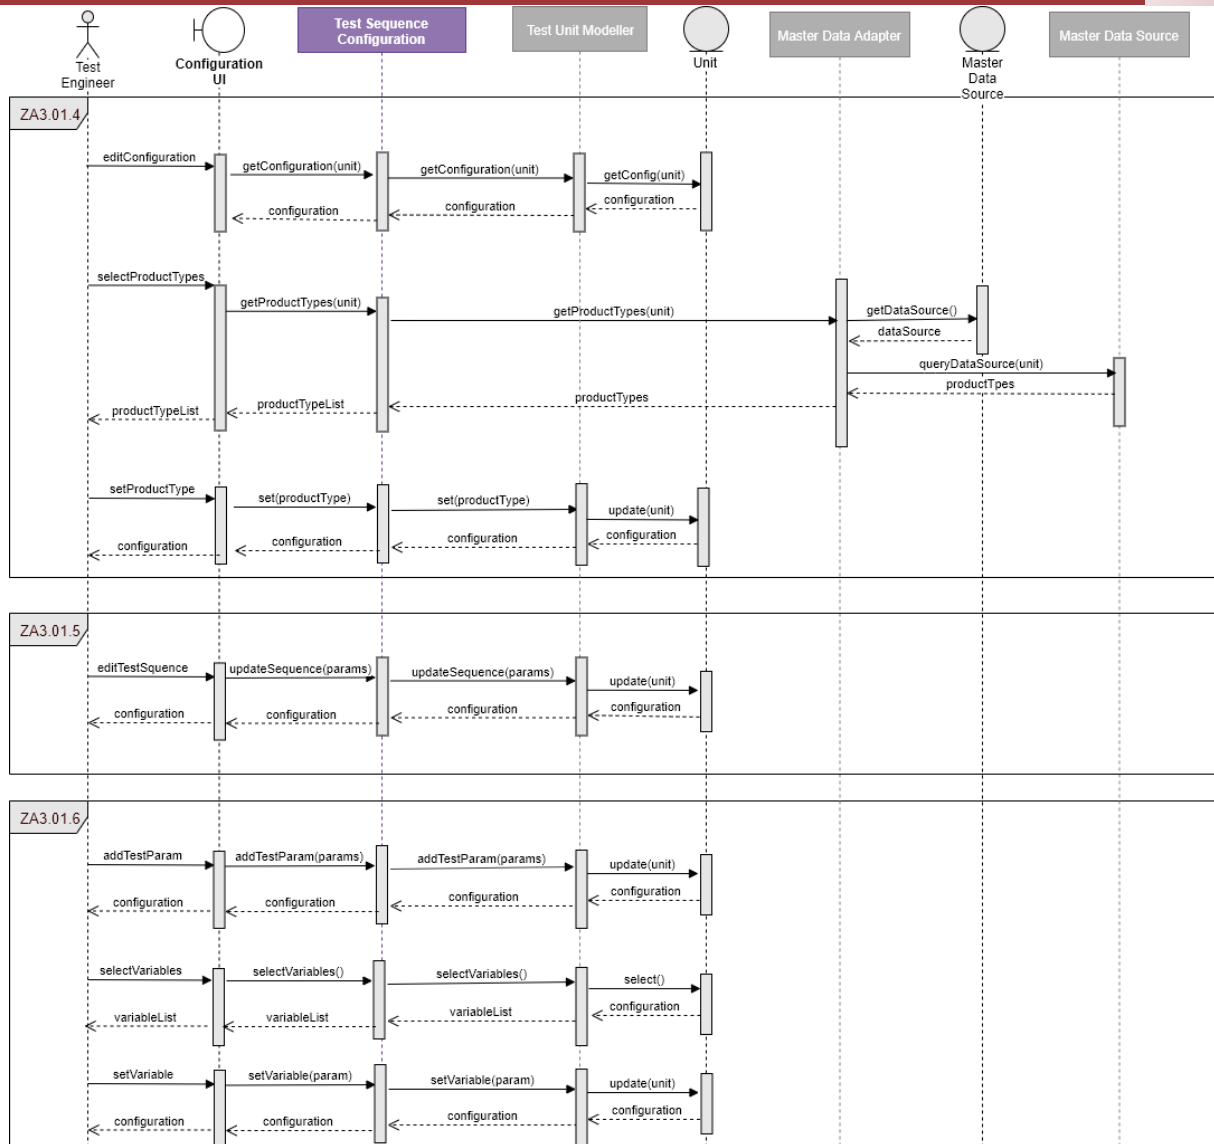 Test
Engineer
Configuration
UI
Test Sequence
Configuration
Test Unit Modeller
Unit
Master Data Adapter
Master
Data
Source
Master Data Source
ZA3.01.4
editConfiguration
getConfiguration(unit)
getConfiguration(unit)
getConfig(unit)
configuration
configuration
configuration
selectProductTypes
getProductTypes(unit)
getProductTypes(unit)
getDataSource()
dataSource
queryDataSource(unit)
productTpes
productTypes
productTypeList
productTypeList
setProductType
set(productType)
set(productType)
update(unit)
configuration
configuration
configuration
configuration
ZA3.01.5
editTestSquence
updateSequence(params)
updateSequence(params)
update(unit)
configuration
configuration
configuration
configuration
ZA3.01.6
addTestParam
addTestParam(params)
addTestParam(params)
update(unit)
configuration
configuration
configuration
configuration
selectVariables
selectVariables()
selectVariables()
select()
configuration
variableList
variableList
variableList
setVariable
setVariable(param)
setVariable(param)
update(unit)
configuration
configuration
configuration
configuration